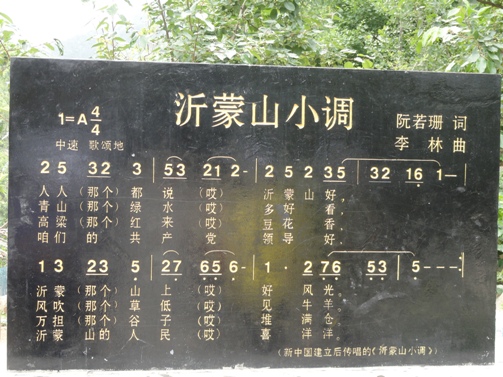 沂蒙山小调
1=A 4/4
阮若珊 词
中速 歌颂地
李林 曲
2 5 32 3 | 53 21 2- | 2 5 2 35 | 32 16 1— |
人人(那个)都说(哎)沂蒙山好,
青山(那个)绿水(哎)多好看,
高粱(那个)红来(哎)豆花香,
咱们的共产党(哎)领导好,
1 3 23 5 | 27 65 6- | 1 · 2 76 53 | 5--- |
沂蒙(那个)山上(哎)好风光
风吹(那个)草低(哎)见牛羊
万担(那个)谷子(哎)堆满仓
沂蒙山的人民(哎)喜洋洋
(新中国建立后传唱的《沂蒙山小调》)